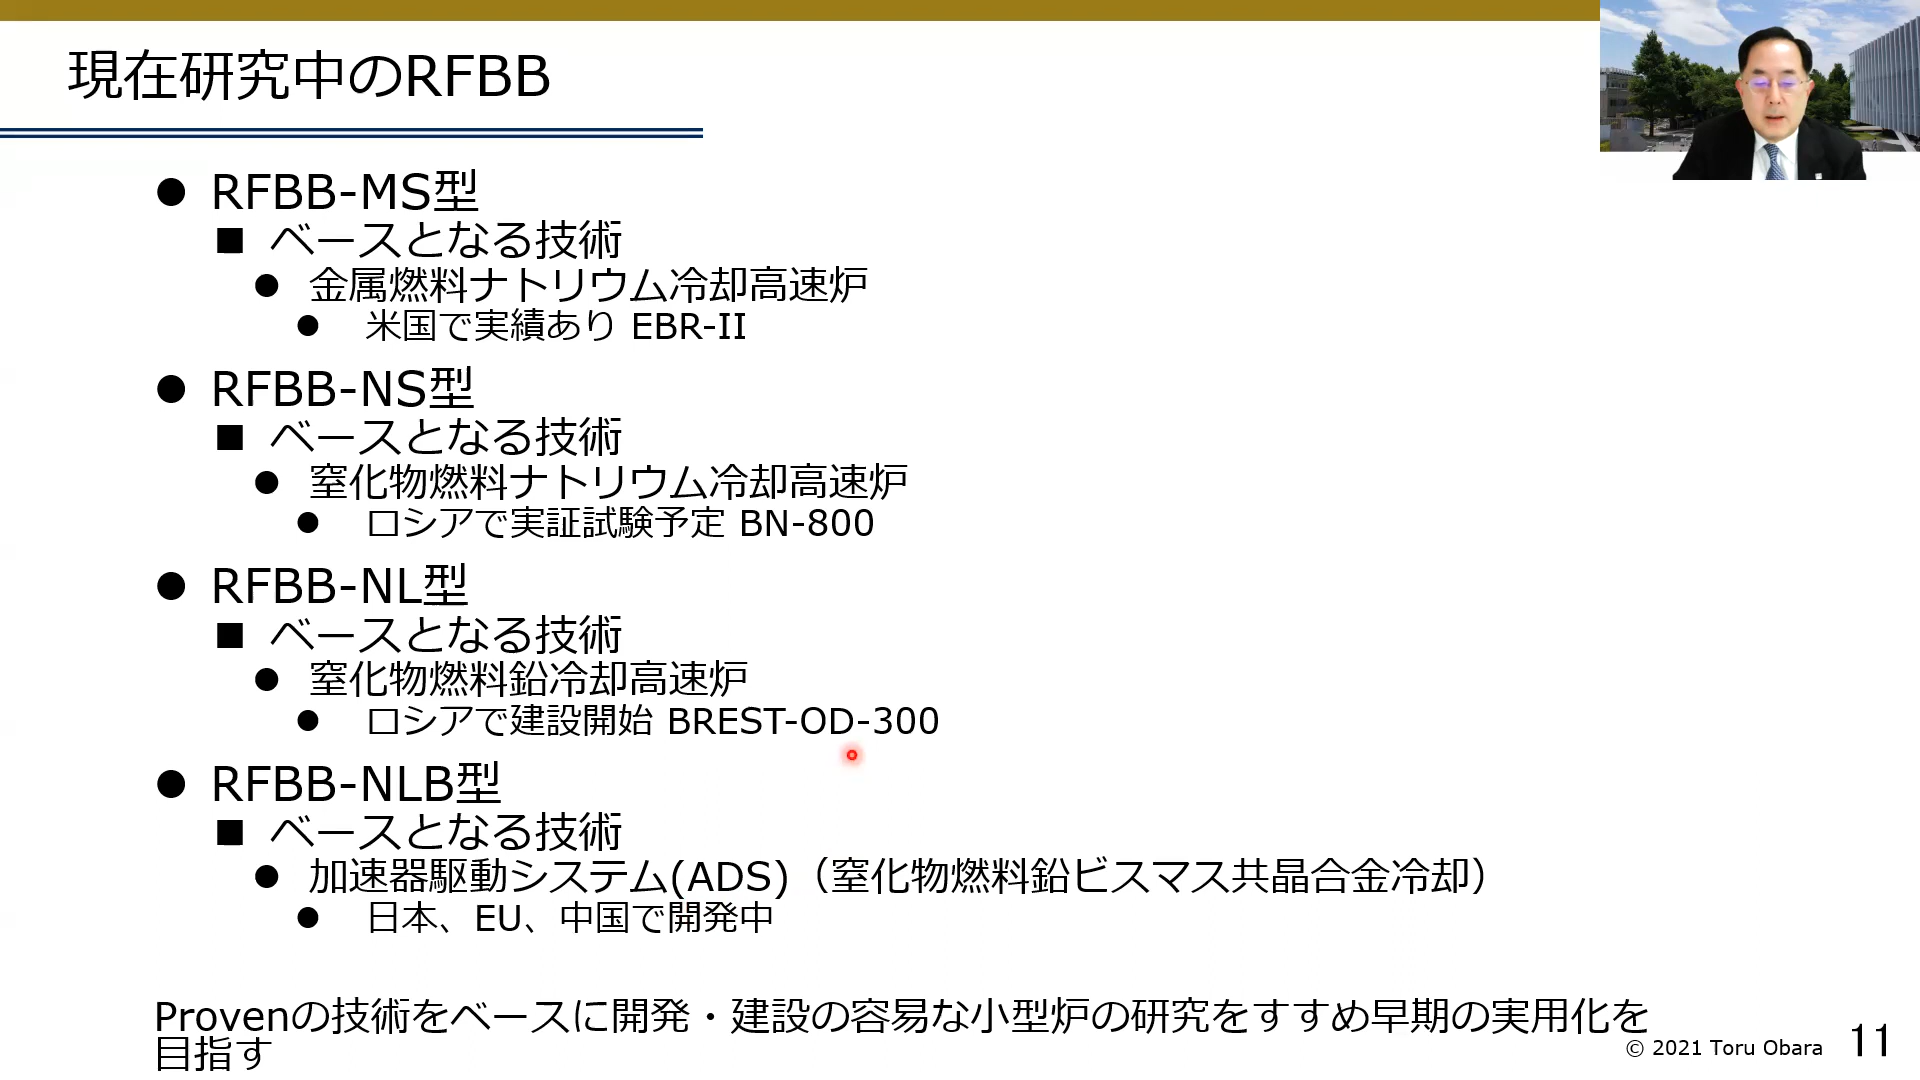 現在研究中のRFBB
● RFBB-MS型
■ ベースとなる技術
● 金属燃料ナトリウム冷却高速炉
● 米国で実績あり EBR-II
● RFBB-NS型
■ ベースとなる技術
● 窒化物燃料ナトリウム冷却高速炉
● ロシアで実証試験予定 BN-800
● RFBB-NL型
■ ベースとなる技術
● 窒化物燃料鉛冷却高速炉
● ロシアで建設開始 BREST-OD-300
● RFBB-NLB型
■ ベースとなる技術
● 加速器駆動システム(ADS)（窒化物燃料鉛ビスマス共晶合金冷却）
● 日本、EU、中国で開発中
Provenの技術をベースに開発・建設の容易な小型炉の研究をすすめ早期の実用化を
目指す
© 2021 Toru Obara
11